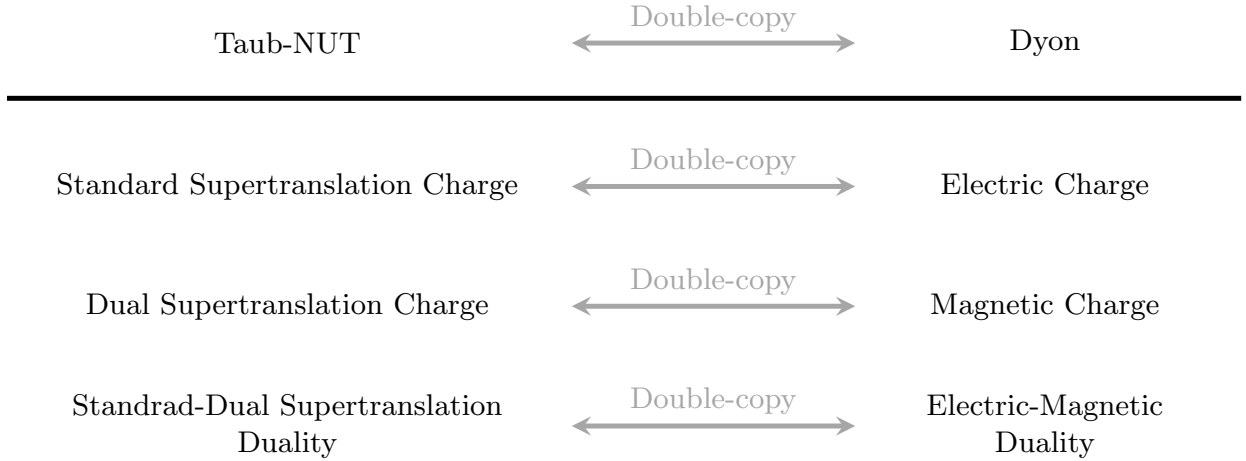 Taub-NUT Double-copy Dyon
Standard Supertranslation Charge Double-copy Electric Charge
Dual Supertranslation Charge Double-copy Magnetic Charge
Standrad-Dual Supertranslation Double-copy Electric-Magnetic
Duality Duality